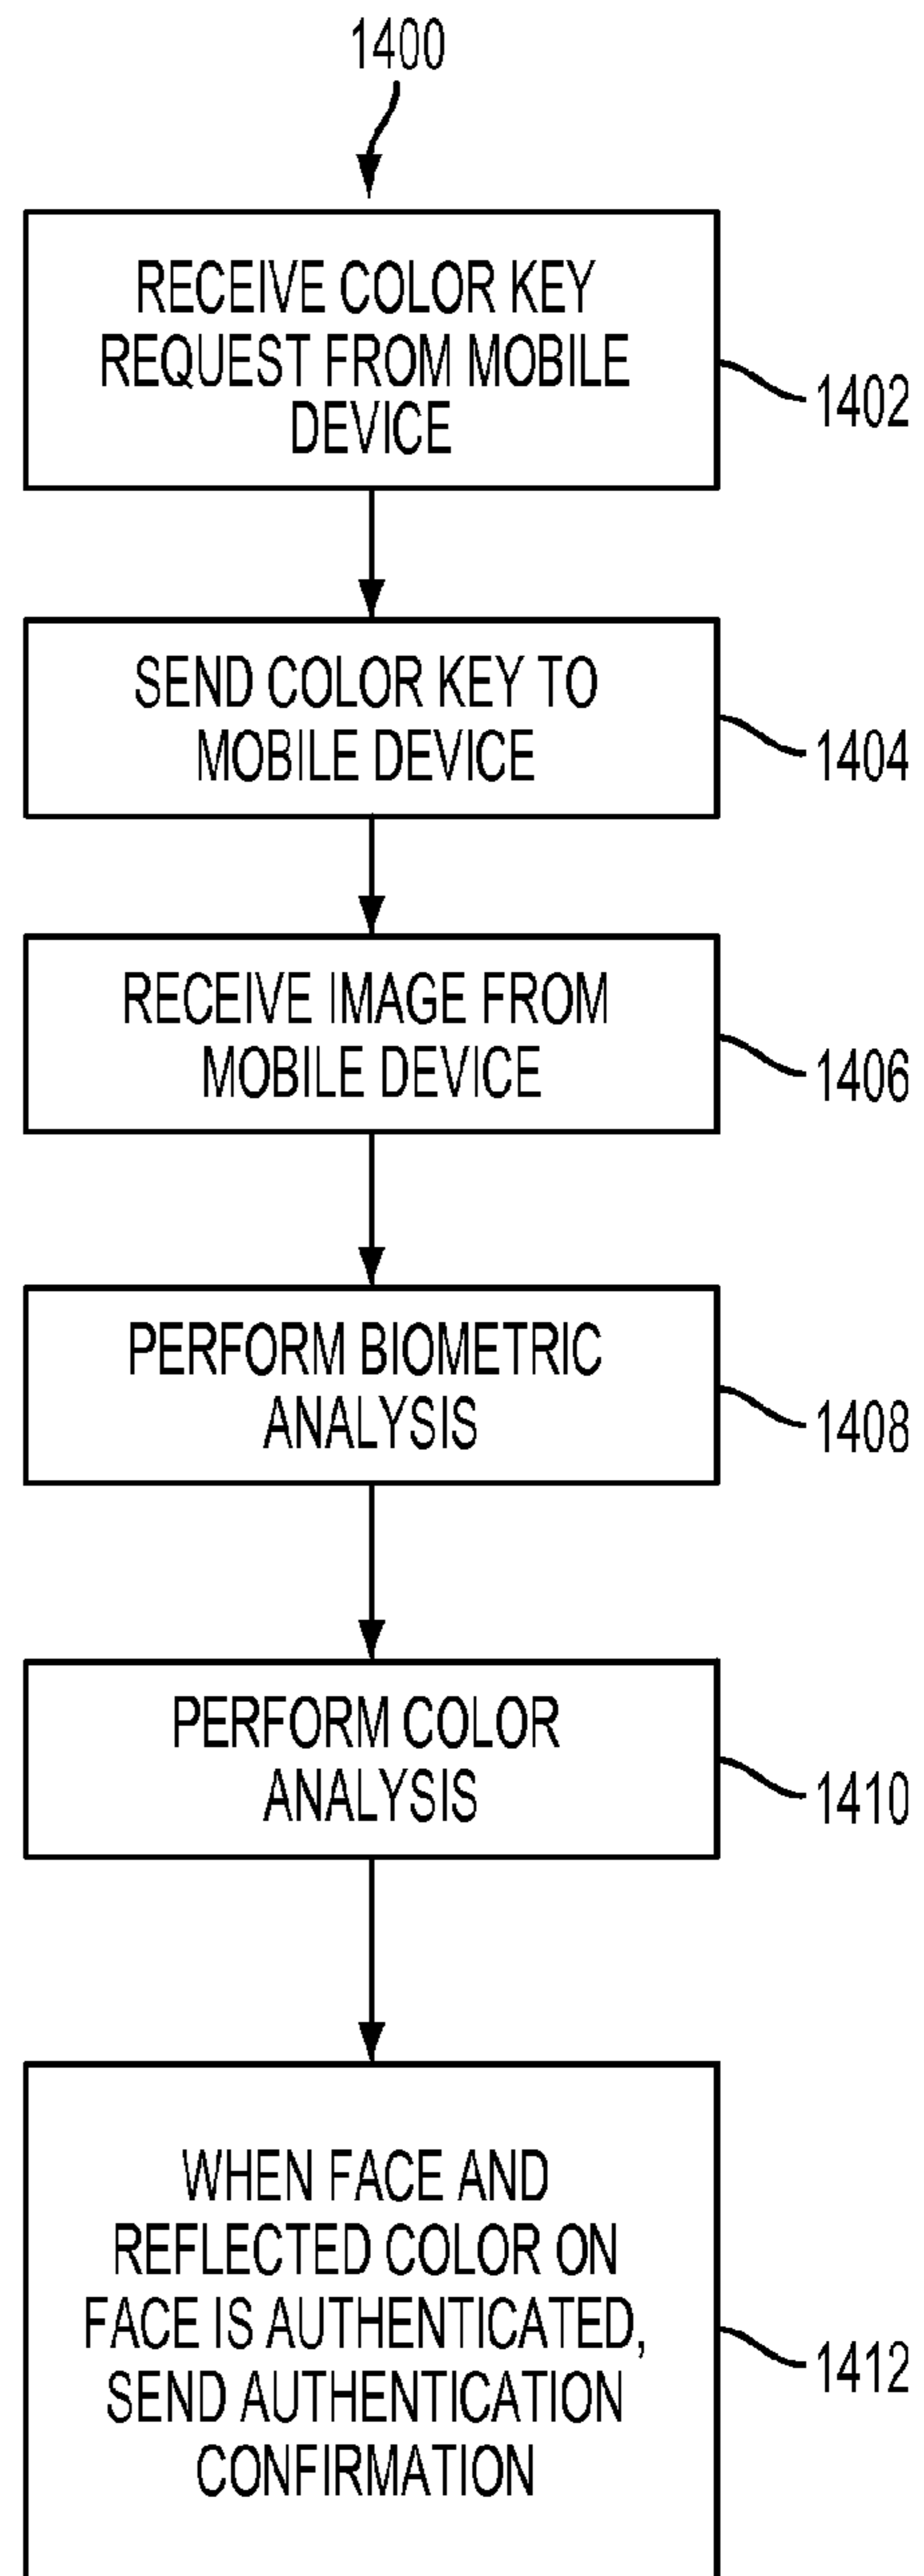 1400
RECEIVE COLOR KEY
REQUEST FROM MOBILE
DEVICE
1402
SEND COLOR KEY TO
MOBILE DEVICE
1404
RECEIVE IMAGE FROM
MOBILE DEVICE
1406
PERFORM BIOMETRIC
ANALYSIS
1408
PERFORM COLOR
ANALYSIS
1410
WHEN FACE AND
REFLECTED COLOR ON
FACE IS AUTHENTICATED,
SEND AUTHENTICATION
CONFIRMATION
1412